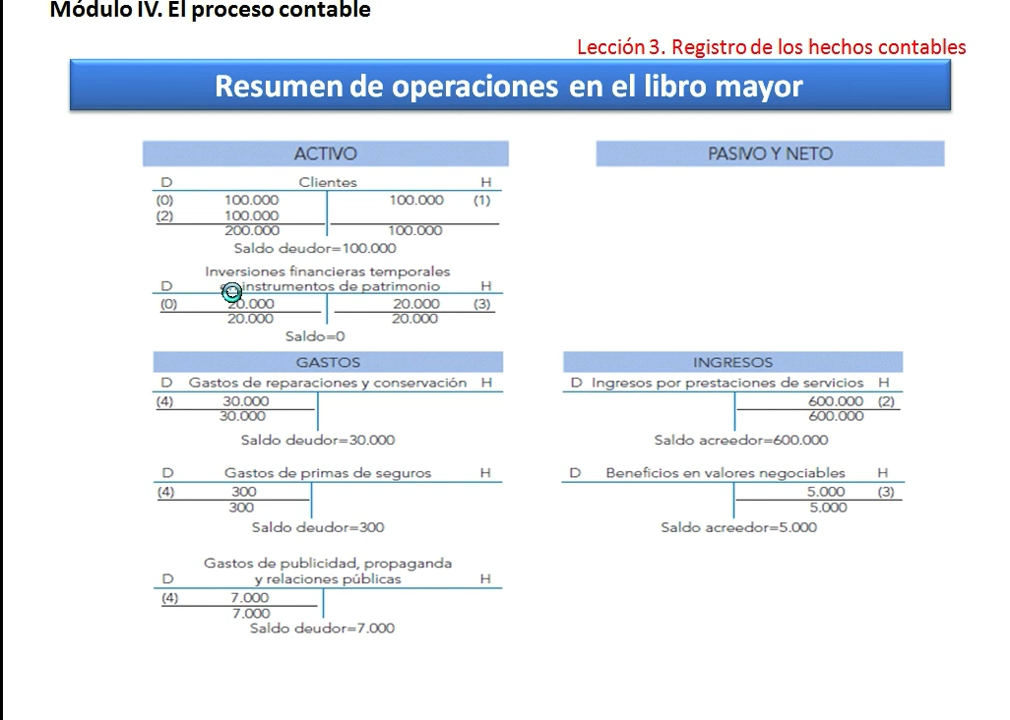 Módulo IV. El proceso contable
Lección 3. Registro de los hechos contables
Resumen de operaciones en el libro mayor
ACTIVO
D Clientes H
(0) 100.000 100.000 (1)
(2) 100.000
200.000 100.000
Saldo deudor=100.000
Inversiones financieras temporales
D instrumentos de patrimonio H
(0) 20.000 20.000 (3)
20.000 20.000
Saldo=0
PASIVO Y NETO
GASTOS
D Gastos de reparaciones y conservación H
(4) 30.000
30.000
Saldo deudor=30.000
D Gastos de primas de seguros H
(4) 300
300
Saldo deudor=300
Gastos de publicidad, propaganda
D y relaciones públicas H
(4) 7.000
7.000
Saldo deudor=7.000
INGRESOS
D Ingresos por prestaciones de servicios H
600.000 (2)
600.000
Saldo acreedor=600.000
D Beneficios en valores negociables H
5.000 (3)
5.000
Saldo acreedor=5.000